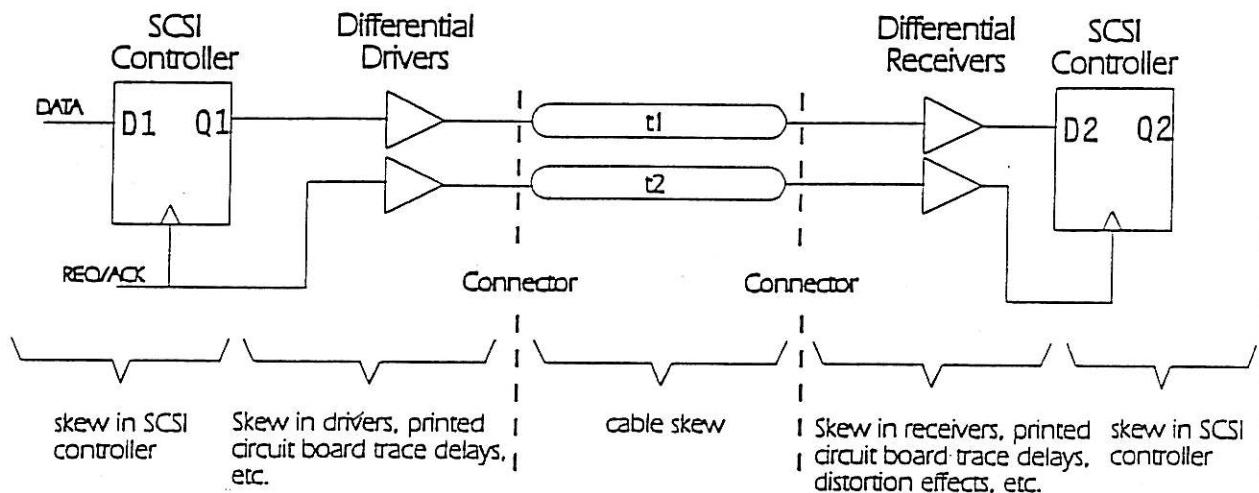 SCSI
Controller
Differential
Drivers
Differential
Receivers
SCSI
Controller
DATA
D1 Q1
t1
D2 Q2
t2
REQ/ACK
Connector
Connector
skew in SCSI
controller
Skew in drivers, printed
circuit board trace delays,
etc.
cable skew
Skew in receivers, printed
circuit board trace delays,
distortion effects, etc.
skew in SCSI
controller